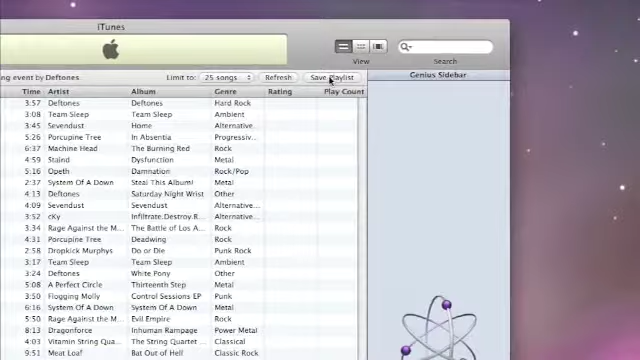 iTunes
View
Search
ng event by Deftones
Limit to:
25 songs
Refresh
Save Playlist
Genius Sidebar
Time Artist Album Genre Rating Play Count
3:57 Deftones Deftones Hard Rock
3:08 Team Sleep Team Sleep Ambient
3:45 Sevendust Home Alternative...
5:26 Porcupine Tree In Absentia Progressiv...
6:37 Machine Head The Burning Red Rock
4:59 Staind Dysfunction Metal
5:16 Opeth Damnation Rock/Pop
2:37 System Of A Down Steal This Album! Metal
4:13 Deftones Saturday Night Wrist Other
4:09 Sevendust Sevendust Alternative...
3:52 cKy Infiltrate.Destroy.R... Alternative...
3:34 Rage Against the M... The Battle of Los A... Rock
4:31 Porcupine Tree Deadwing Rock
2:58 Dropkick Murphys Do or Die Punk Rock
3:17 Team Sleep Team Sleep Ambient
3:24 Deftones White Pony Other
5:08 A Perfect Circle Thirteenth Step Metal
3:50 Flogging Molly Control Sessions EP Punk
6:16 System Of A Down System Of A Down Metal
5:50 Rage Against the M... Evil Empire Rock
8:13 Dragonforce Inhuman Rampage Power Metal
4:03 Vitamin String Qua... The String Quartet ... Classical
9:51 Meat Loaf Bat Out of Hell Classic Rock